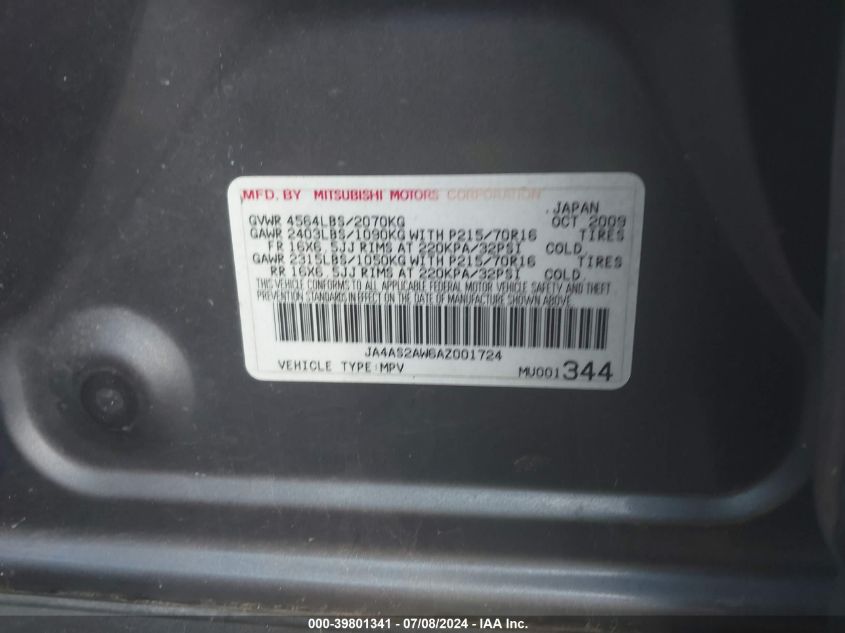 MFD. BY MITSUBISHI MOTORS CORPORATION
, JAPAN
GVWR 4564LBS/2070KG OCT 2009
GAWR 2403LBS/1090KG WITH P215/70R16 TIRES
FR 16X6.5JJ RIMS AT 220KPA/32PSI COLD.
GAWR 2315LBS/1050KG WITH P215/70R16 TIRES
RR 16X6.5JJ RIMS AT 220KPA/32PSI COLD.
THIS VEHICLE CONFORMS TO ALL APPLICABLE FEDERAL MOTOR VEHICLE SAFETY AND THEFT
PREVENTION STANDARDS IN EFFECT ON THE DATE OF MANUFACTURE SHOWN ABOVE.
JA4AS2AW6AZ001724
VEHICLE TYPE:MPV MU001 344
000-39801341 - 07/08/2024 - © IAA, Inc.